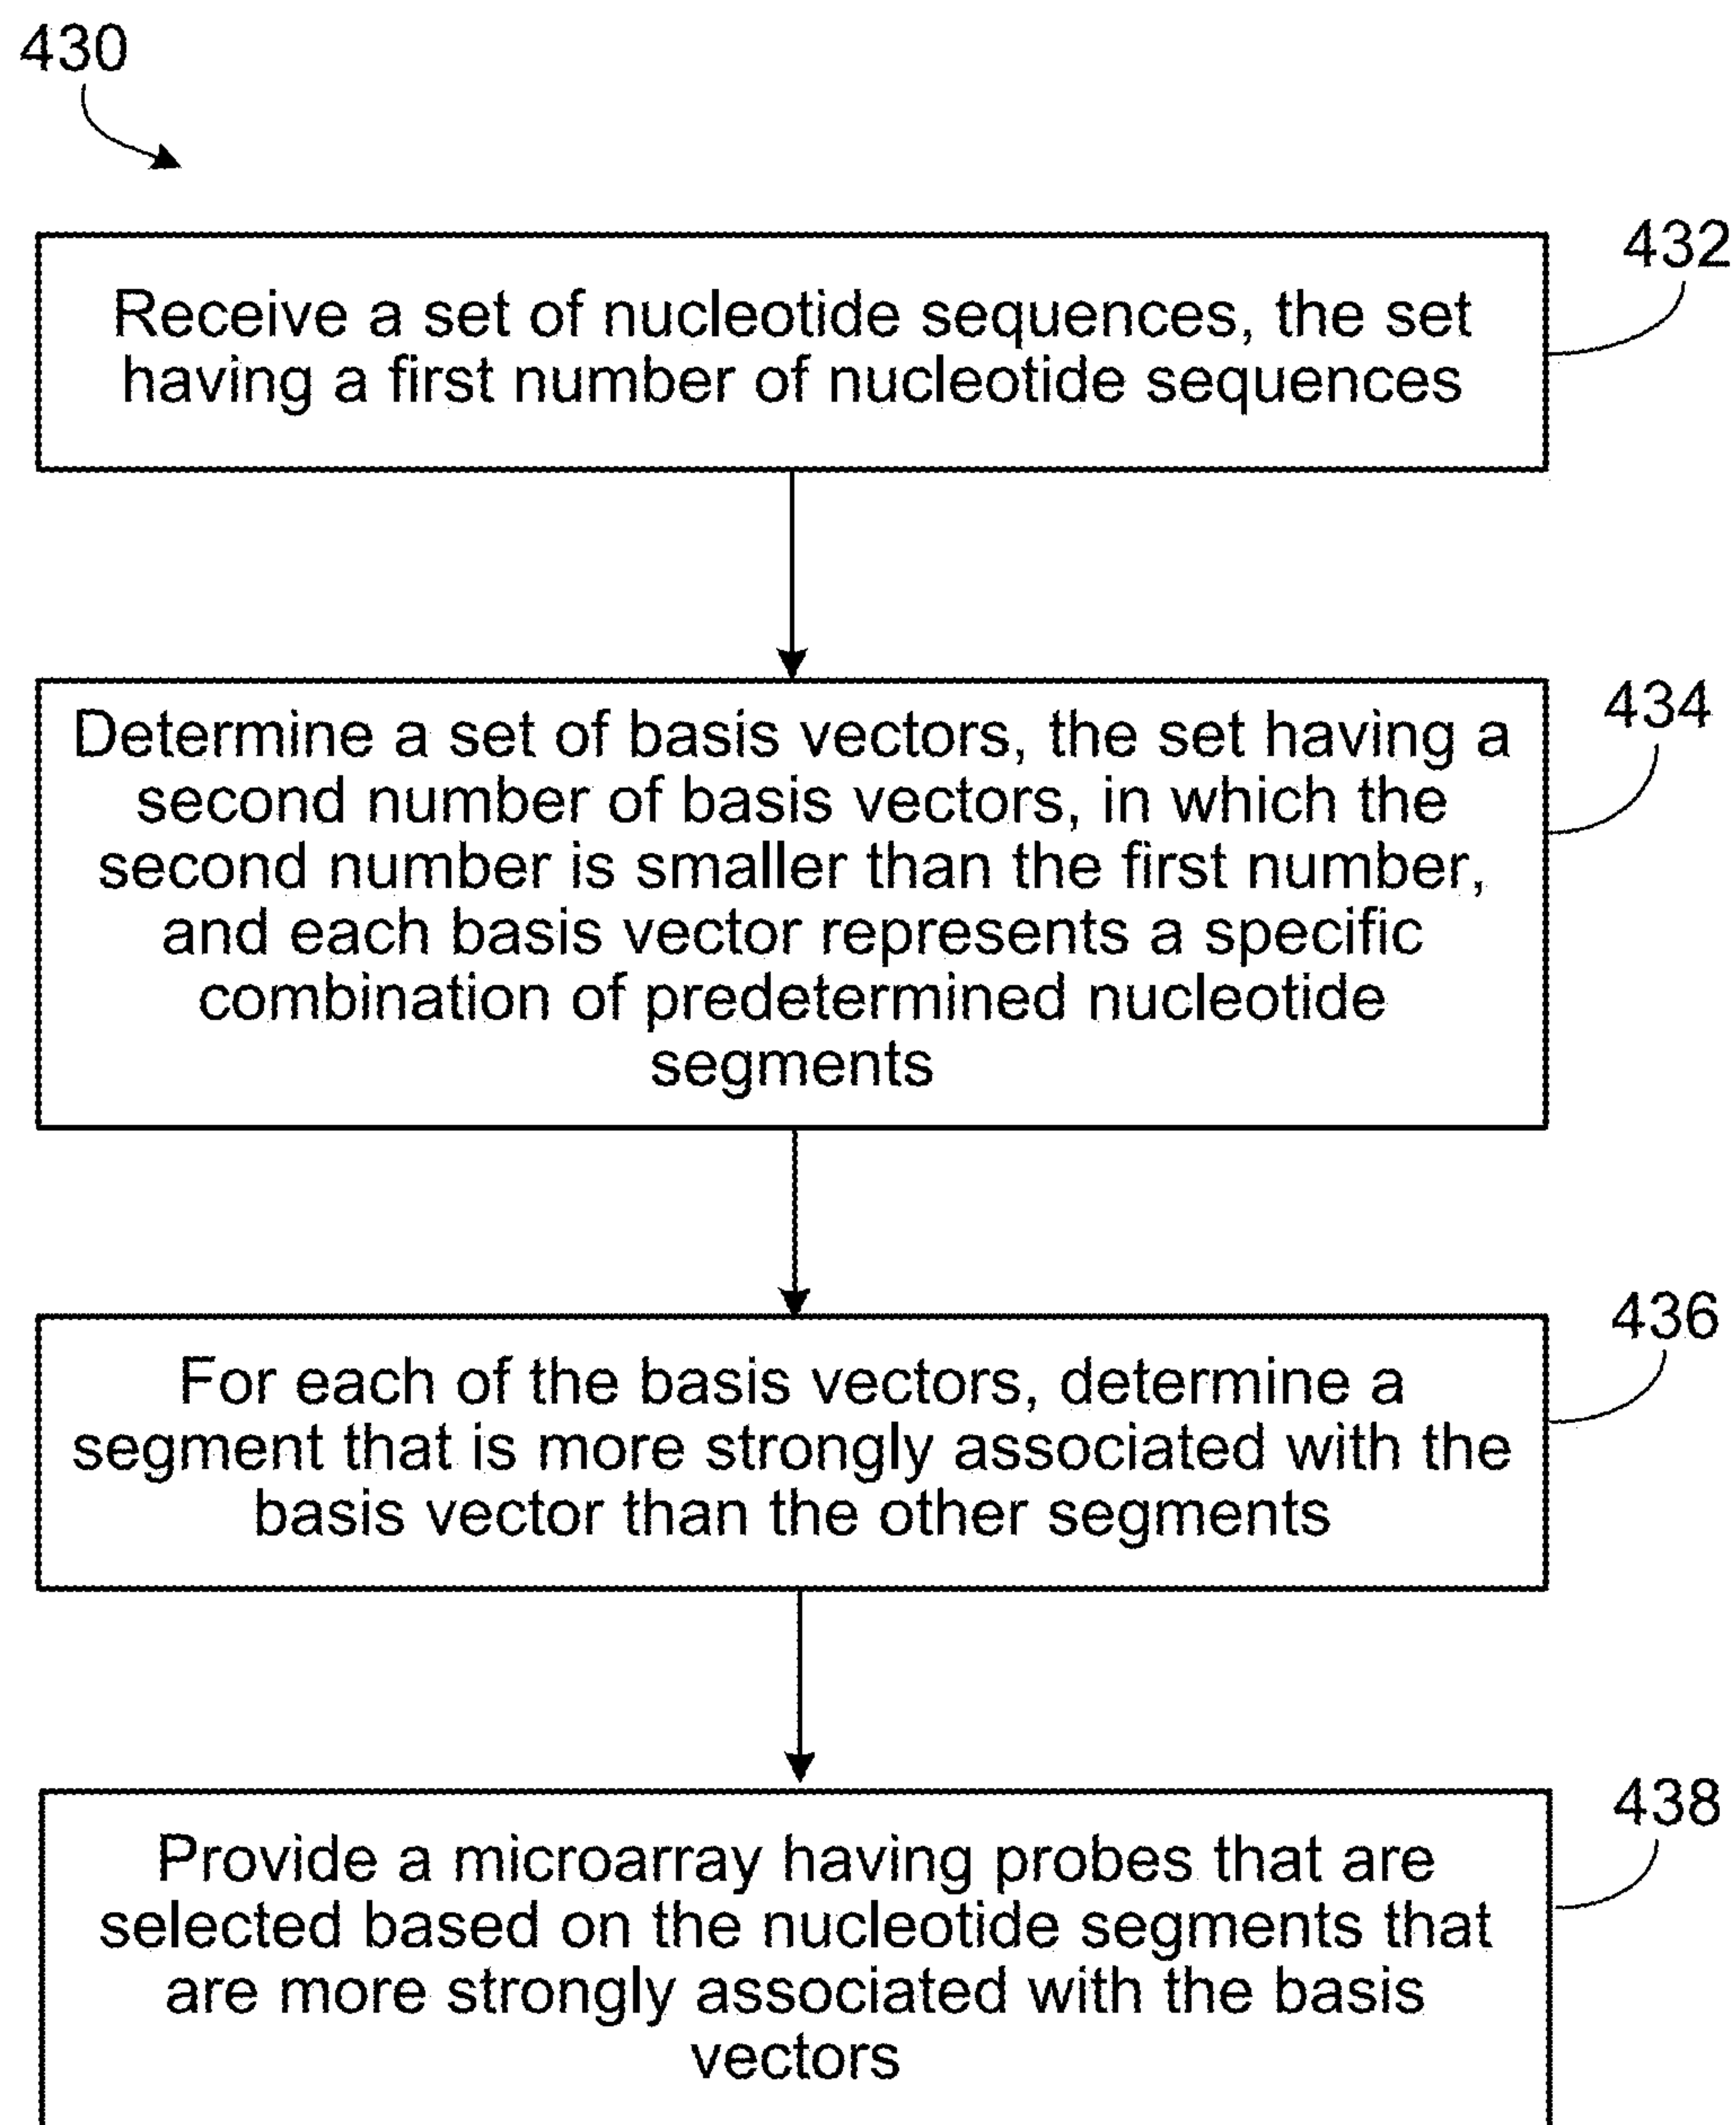 430
432
Receive a set of nucleotide sequences, the set
having a first number of nucleotide sequences
434
Determine a set of basis vectors, the set having a
second number of basis vectors, in which the
second number is smaller than the first number,
and each basis vector represents a specific
combination of predetermined nucleotide
segments
436
For each of the basis vectors, determine a
segment that is more strongly associated with the
basis vector than the other segments
438
Provide a microarray having probes that are
selected based on the nucleotide segments that
are more strongly associated with the basis
vectors